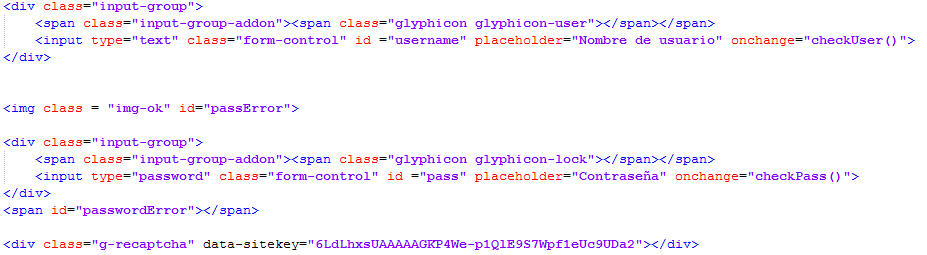 <div class="input-group">
<span class="input-group-addon"><span class="glyphicon glyphicon-user"></span></span>
<input type="text" class="form-control" id ="username" placeholder="Nombre de usuario" onchange="checkUser()">
</div>
<img class = "img-ok" id="passError">
<div class="input-group">
<span class="input-group-addon"><span class="glyphicon glyphicon-lock"></span></span>
<input type="password" class="form-control" id ="pass" placeholder="Contraseña" onchange="checkPass()">
</div>
<span id="passwordError"></span>
<div class="g-recaptcha" data-sitekey="6LdLhxsUAAAAAGKP4We-p1QlE9S7Wpf1eUc9UDa2"></div>